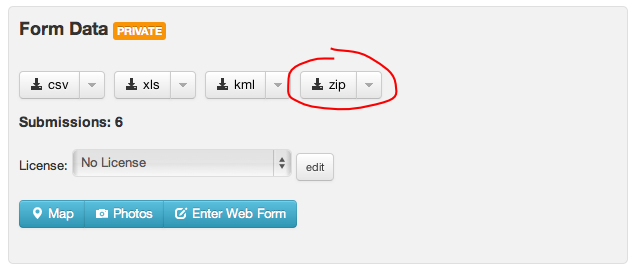 Form Data PRIVATE
csv xls kml zip
Submissions: 6
License: No License edit
Map Photos Enter Web Form